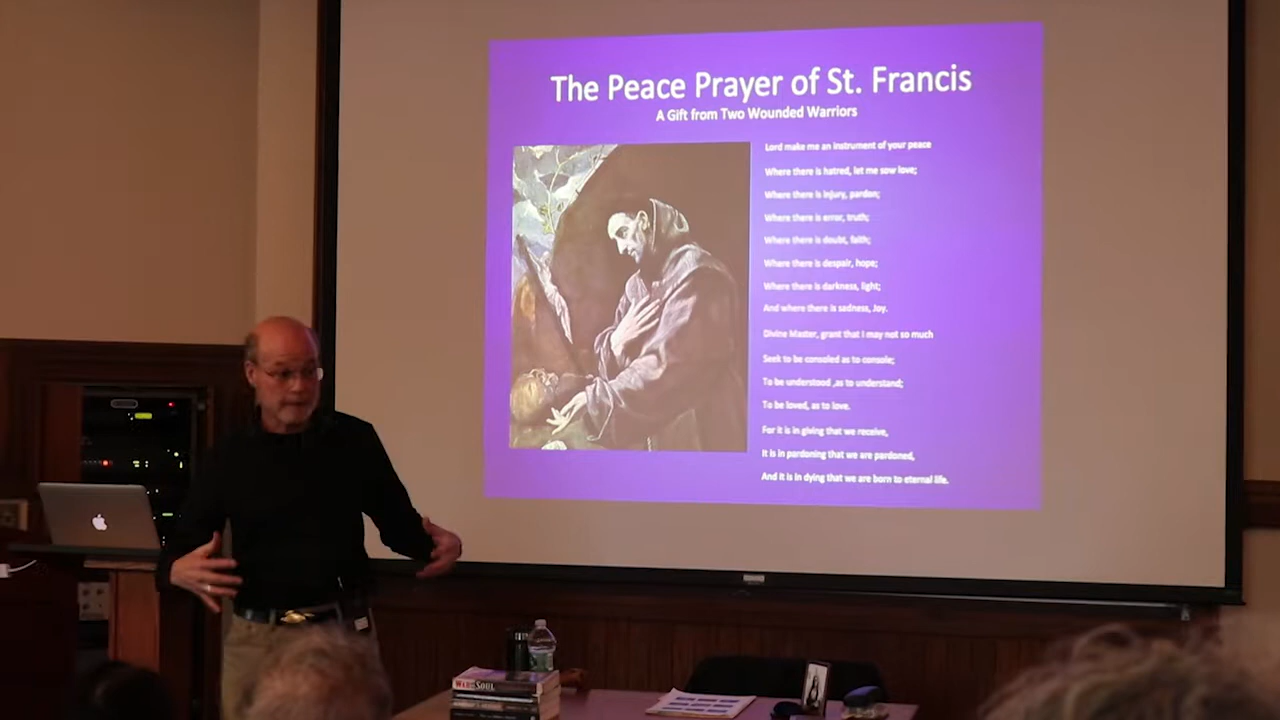 The Peace Prayer of St. Francis
A Gift from Two Wounded Warriors
Lord make me an instrument of your peace
Where there is hatred, let me sow love;
Where there is injury, pardon;
Where there is error, truth;
Where there is doubt, faith;
Where there is despair, hope;
Where there is darkness, light;
And where there is sadness, Joy.
Divine Master, grant that I may not so much
Seek to be consoled as to console;
To be understood ,as to understand;
To be loved, as to love.
For it is in giving that we receive,
It is in pardoning that we are pardoned,
And it is in dying that we are born to eternal life.
SOUL